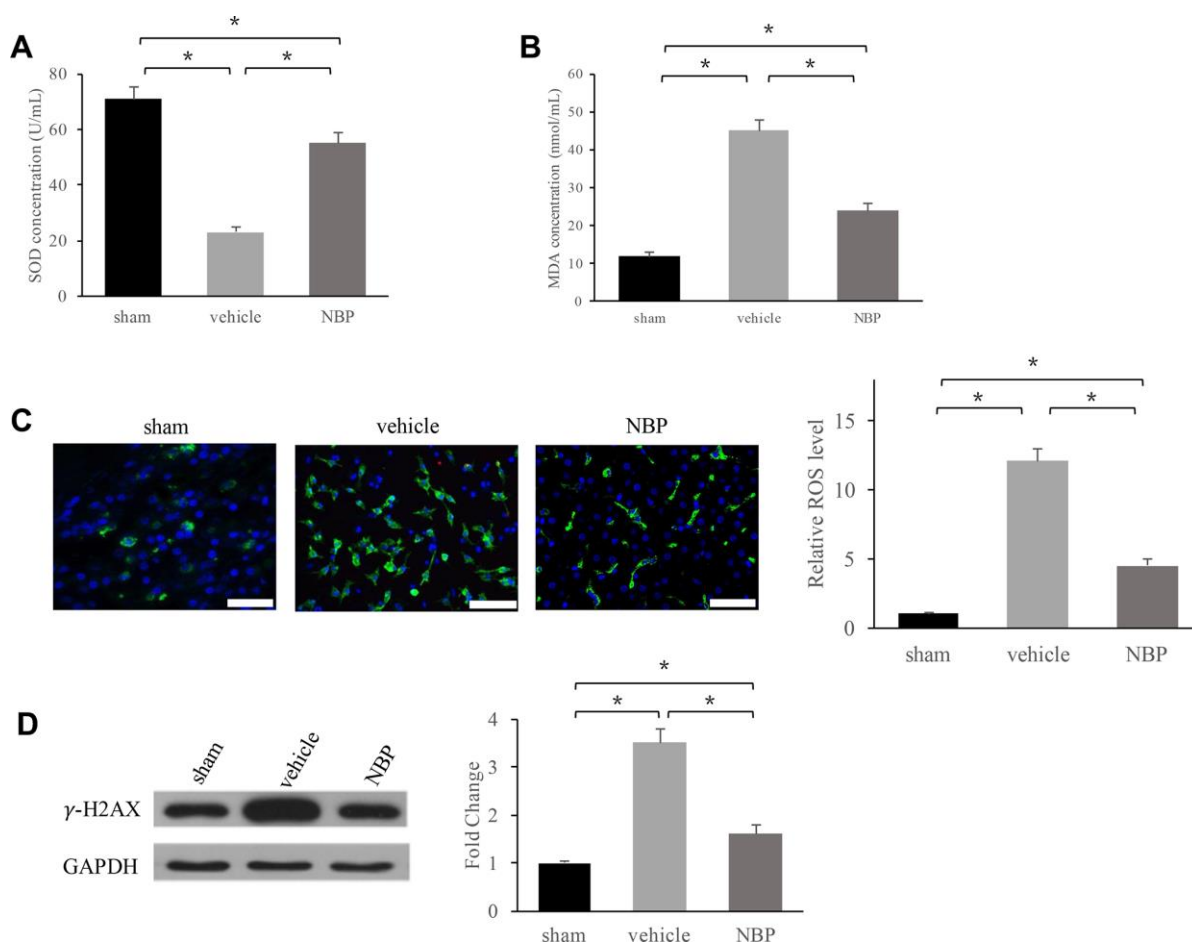 A
*
*
*
SOD concentration (U/mL)
80
60
40
20
0
sham
vehicle
NBP
B
*
*
*
MDA concentration (nmol/mL)
60
50
40
30
20
10
0
sham
vehicle
NBP
C
sham
vehicle
NBP
*
*
*
Relative ROS level
15
10
5
0
sham
vehicle
NBP
D
sham
vehicle
NBP
γ-H2AX
GAPDH
*
*
*
Fold Change
4
3
2
1
0
sham
vehicle
NBP